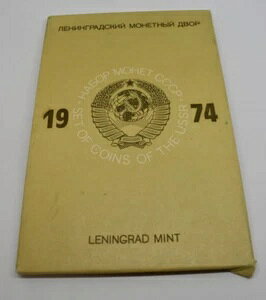 ЛЕНИНГРАДСКИЙ МОНЕТНЫЙ ДВОР
НАБОР МОНЕТ СССР
19 74
SET OF COINS OF THE USSR
LENINGRAD MINT